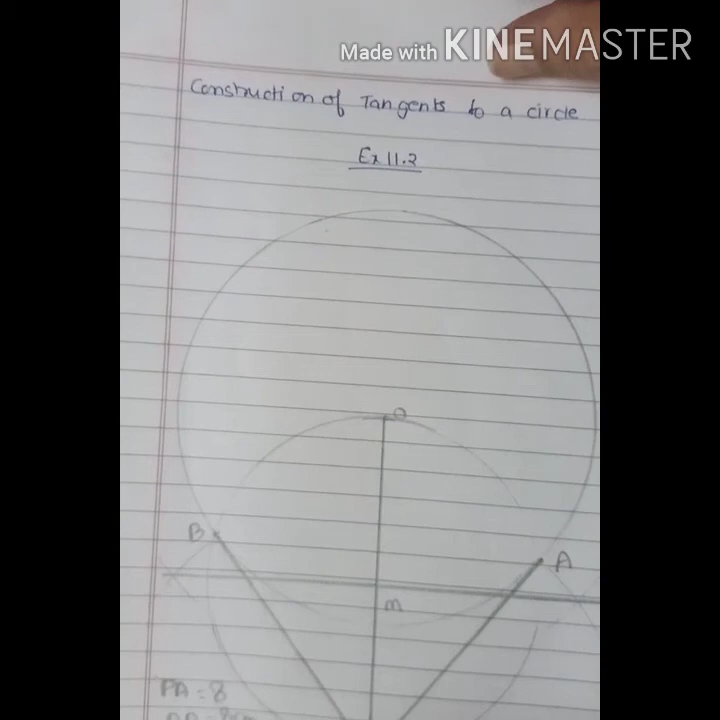 Made with KINEMASTER
Construction of Tangents to a circle
Ex 11.2
O
B
A
M
PA = 8